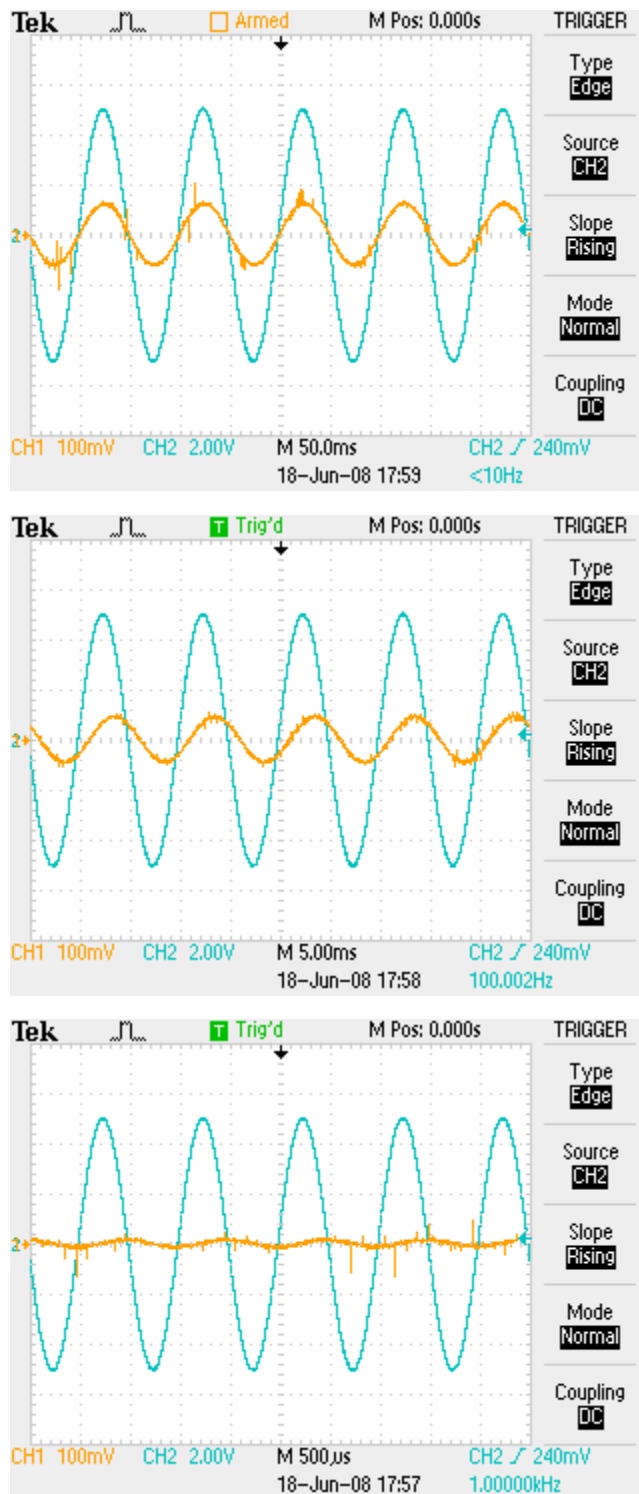 Tek Armed M Pos: 0.000s TRIGGER
Type
Edge
Source
CH2
Slope
Rising
2
Mode
Normal
Coupling
DC
CH1 100mV CH2 2.00V M 50.0ms CH2 240mV
18-Jun-08 17:59 <10Hz
Tek T Trig'd M Pos: 0.000s TRIGGER
Type
Edge
Source
CH2
Slope
Rising
2
Mode
Normal
Coupling
DC
CH1 100mV CH2 2.00V M 5.00ms CH2 240mV
18-Jun-08 17:58 100.002Hz
Tek T Trig'd M Pos: 0.000s TRIGGER
Type
Edge
Source
CH2
Slope
Rising
2
Mode
Normal
Coupling
DC
CH1 100mV CH2 2.00V M 500µs CH2 240mV
18-Jun-08 17:57 1.00000kHz